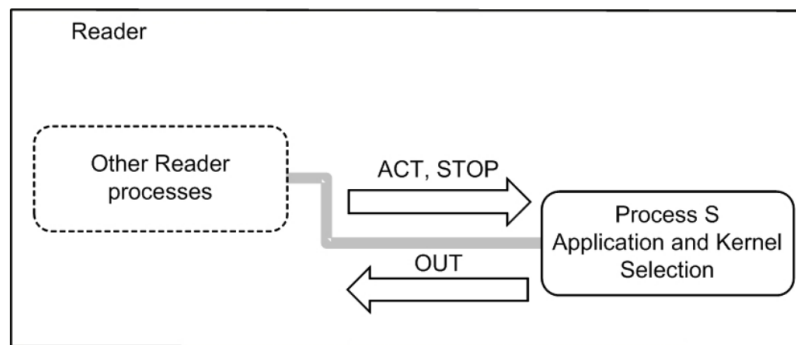 Reader
Other Reader
processes
ACT, STOP
Process S
Application and Kernel
Selection
OUT